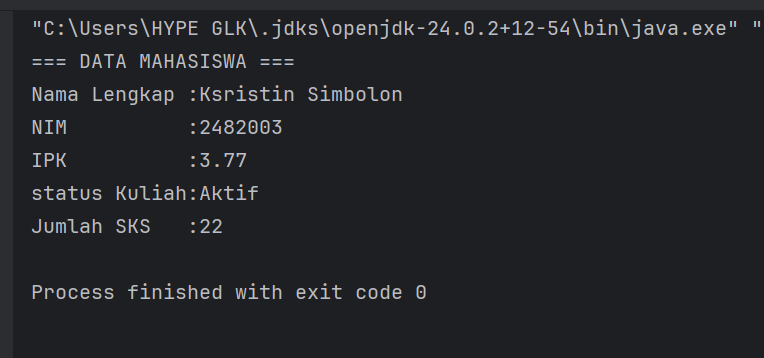 "C:\Users\HYPE GLK\.jdks\openjdk-24.0.2+12-54\bin\java.exe" "
=== DATA MAHASISWA ===
Nama Lengkap :Ksristin Simbolon
NIM          :2482003
IPK          :3.77
status Kuliah:Aktif
Jumlah SKS   :22
Process finished with exit code 0